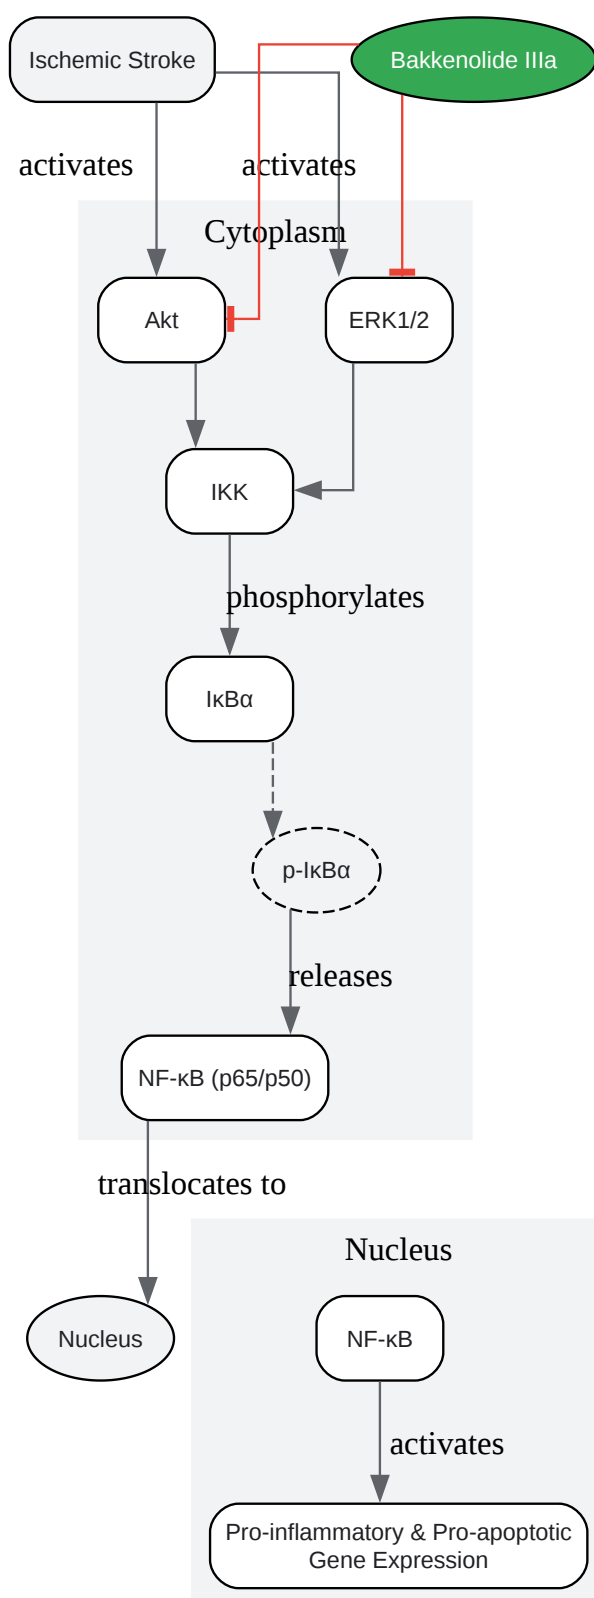 Ischemic Stroke
Bakkenolide IIIa
activates
activates
Cytoplasm
Akt
ERK1/2
IKK
phosphorylates
IκBα
p-IκBα
releases
NF-κB (p65/p50)
translocates to
Nucleus
Nucleus
NF-κB
activates
Pro-inflammatory & Pro-apoptotic
Gene Expression